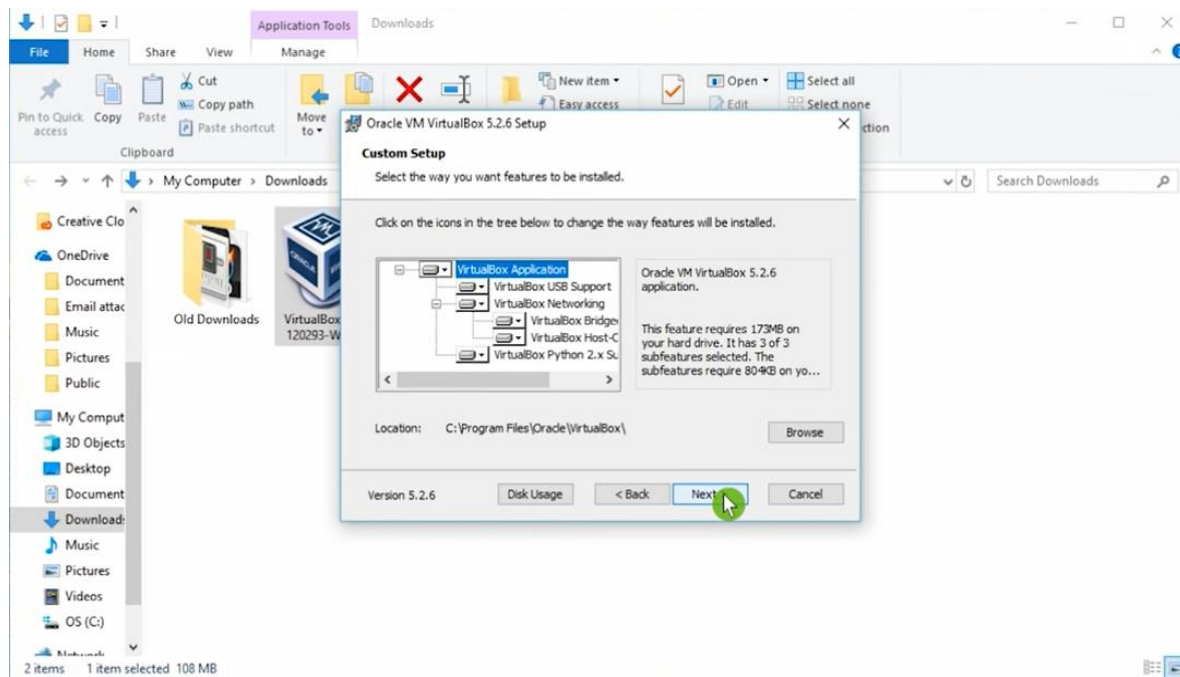 Application Tools Downloads
File Home Share View Manage
Pin to Quick access
Copy
Paste
Cut
Copy path
Paste shortcut
Clipboard
Move to
New item
Easy access
Open
Edit
Select all
Select none
My Computer > Downloads
Search Downloads
Creative Clo
OneDrive
Document
Email attac
Music
Pictures
Public
My Comput
3D Objects
Desktop
Document
Download
Music
Pictures
Videos
OS (C:)
Network
Old Downloads
VirtualBox
120293-W
Oracle VM VirtualBox 5.2.6 Setup
Custom Setup
Select the way you want features to be installed.
Click on the icons in the tree below to change the way features will be installed.
VirtualBox Application
VirtualBox USB Support
VirtualBox Networking
VirtualBox Bridge
VirtualBox Host-C
VirtualBox Python 2.x Su
Oracle VM VirtualBox 5.2.6
application.
This feature requires 173MB on
your hard drive. It has 3 of 3
subfeatures selected. The
subfeatures require 804KB on yo...
Location: C:\Program Files\Oracle\VirtualBox\
Browse
Version 5.2.6
Disk Usage
< Back
Next
Cancel
2 items 1 item selected 108 MB